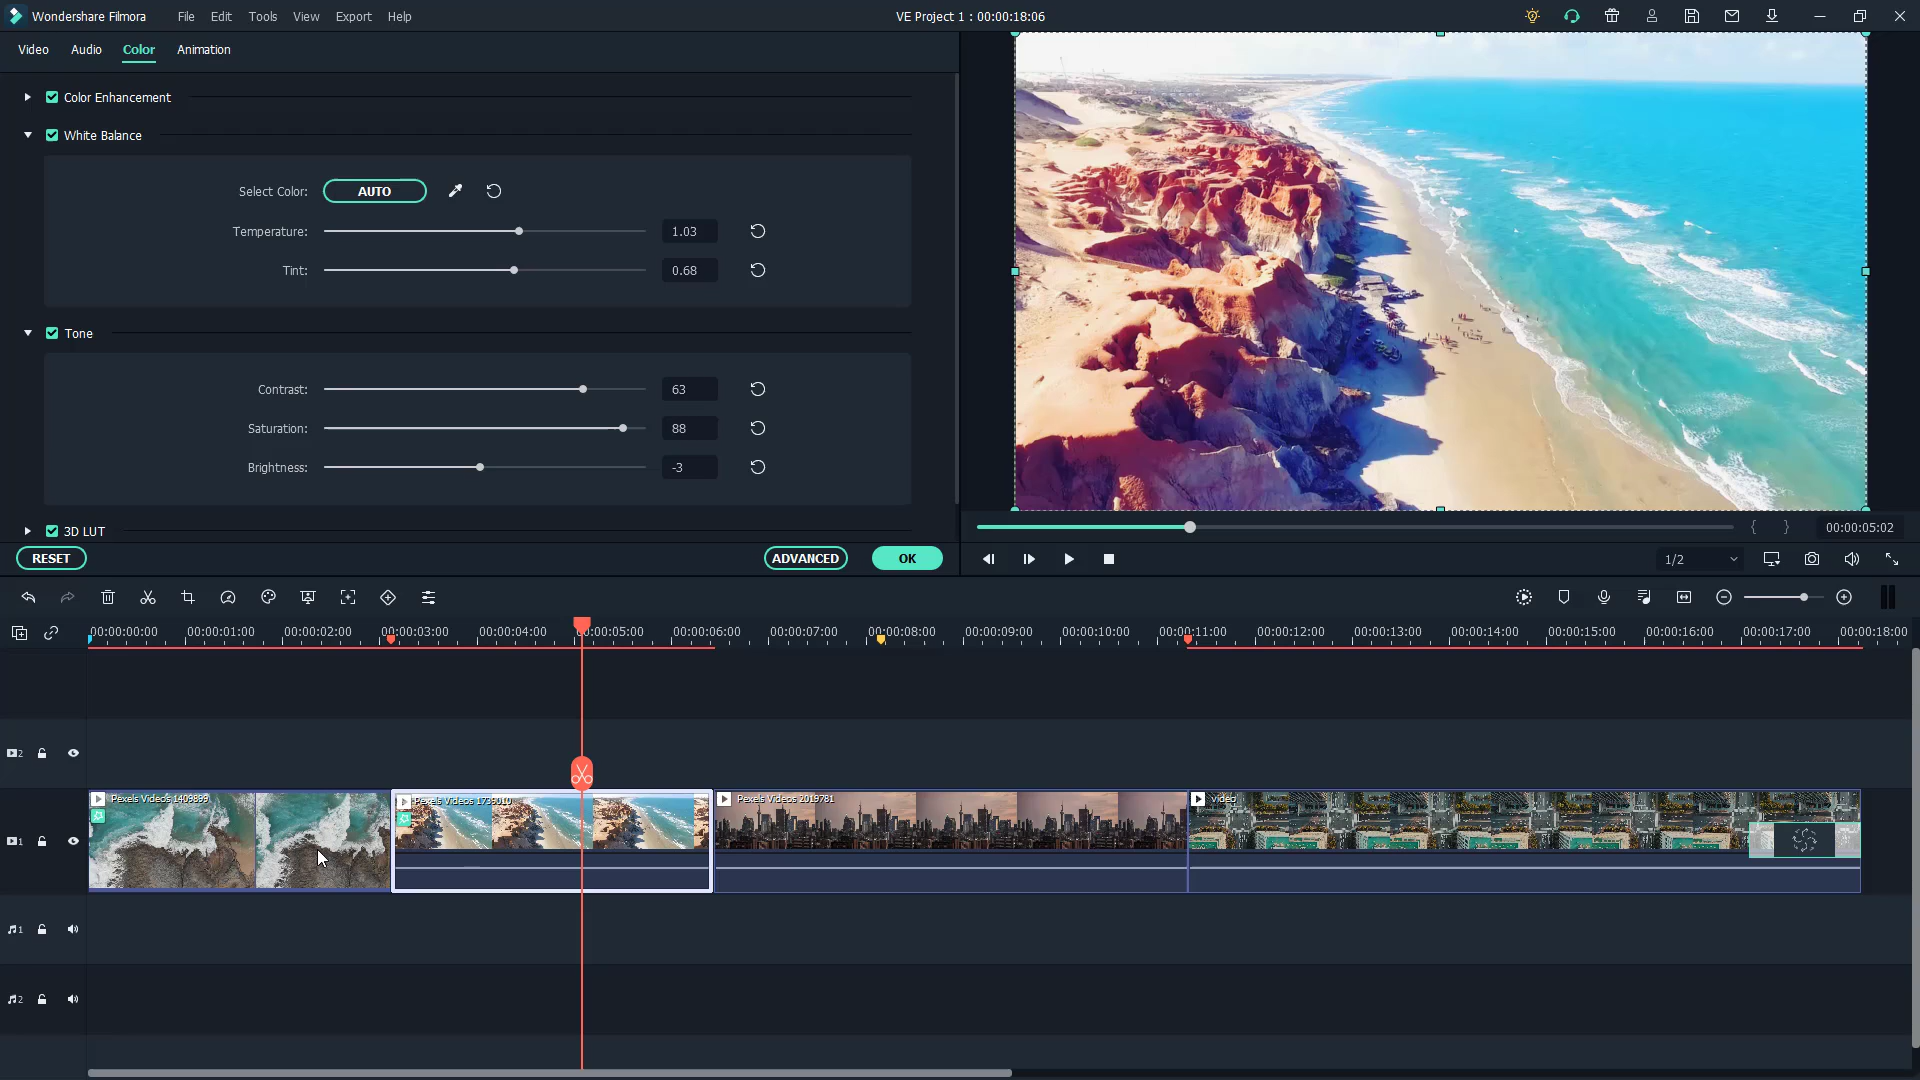 Wondershare Filmora File Edit Tools View Export Help VE Project 1 : 00:00:18:06
Video Audio Color Animation
Color Enhancement
White Balance
Select Color: AUTO
Temperature: 1.03
Tint: 0.68
Tone
Contrast: 63
Saturation: 88
Brightness: -3
3D LUT
{ } 00:00:05:02
RESET ADVANCED OK
1/2
00:00:00:00 00:00:01:00 00:00:02:00 00:00:03:00 00:00:04:00 00:00:05:00 00:00:06:00 00:00:07:00 00:00:08:00 00:00:09:00 00:00:10:00 00:00:11:00 00:00:12:00 00:00:13:00 00:00:14:00 00:00:15:00 00:00:16:00 00:00:17:00 00:00:18:00
2
Pexels Videos 1409899 Pexels Videos 1739010 Pexels Videos 2019781 video
1
1
2